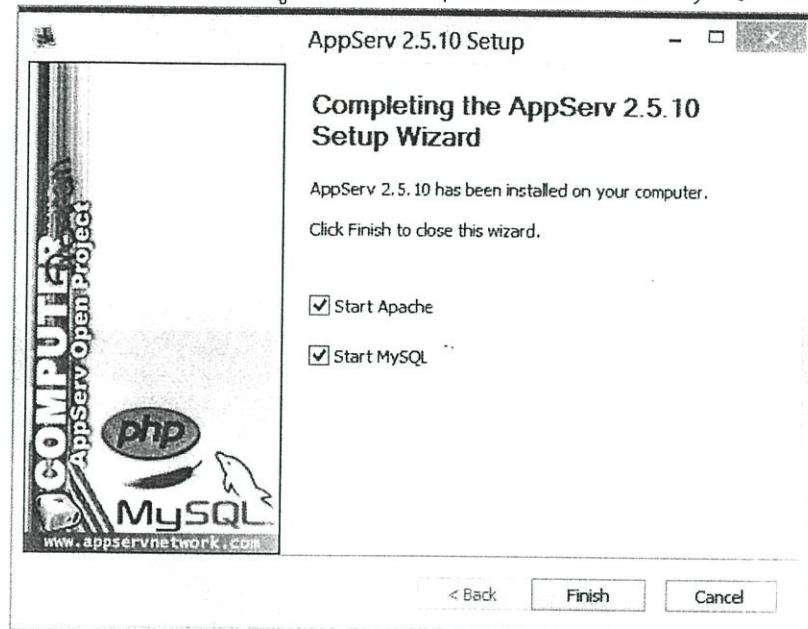 AppServ 2.5.10 Setup
Completing the AppServ 2.5.10
Setup Wizard
AppServ 2.5.10 has been installed on your computer.
Click Finish to close this wizard.
Start Apache
Start MySQL
COMPUTER
AppServ Open Project
php
MySQL
www.appservnetwork.com
< Back
Finish
Cancel